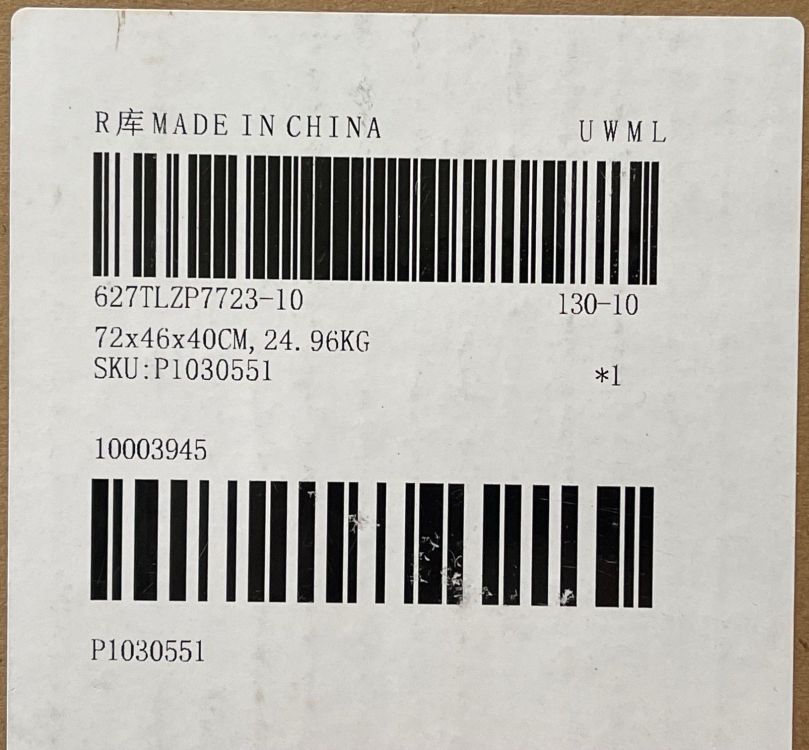 R库MADE IN CHINA UWML
627TLZP7723-10 130-10
72x46x40CM, 24.96KG
SKU:P1030551 *1
10003945
P1030551